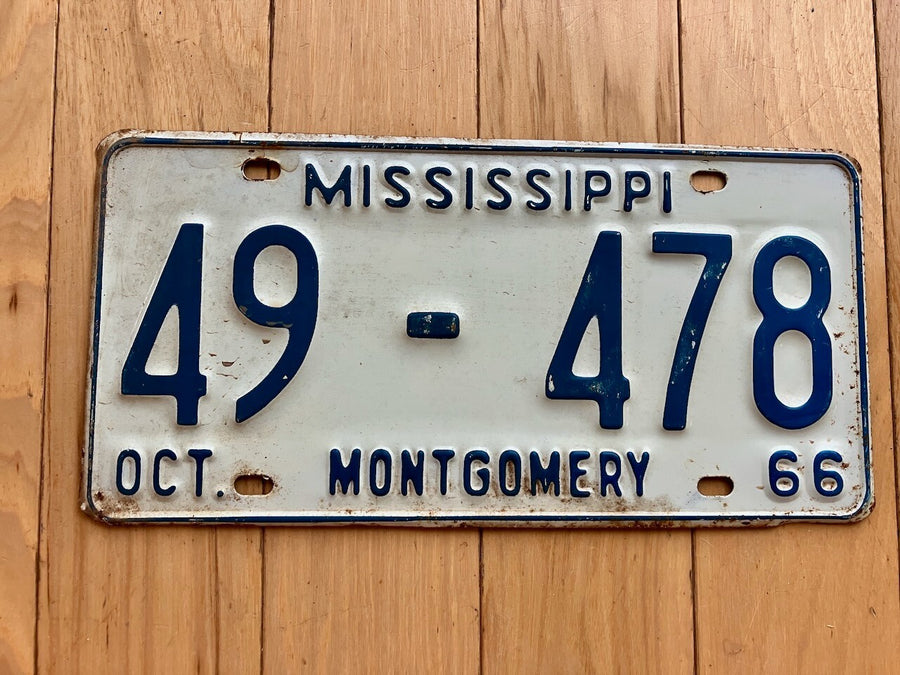 MISSISSIPPI
49 - 478
OCT. MONTGOMERY 66